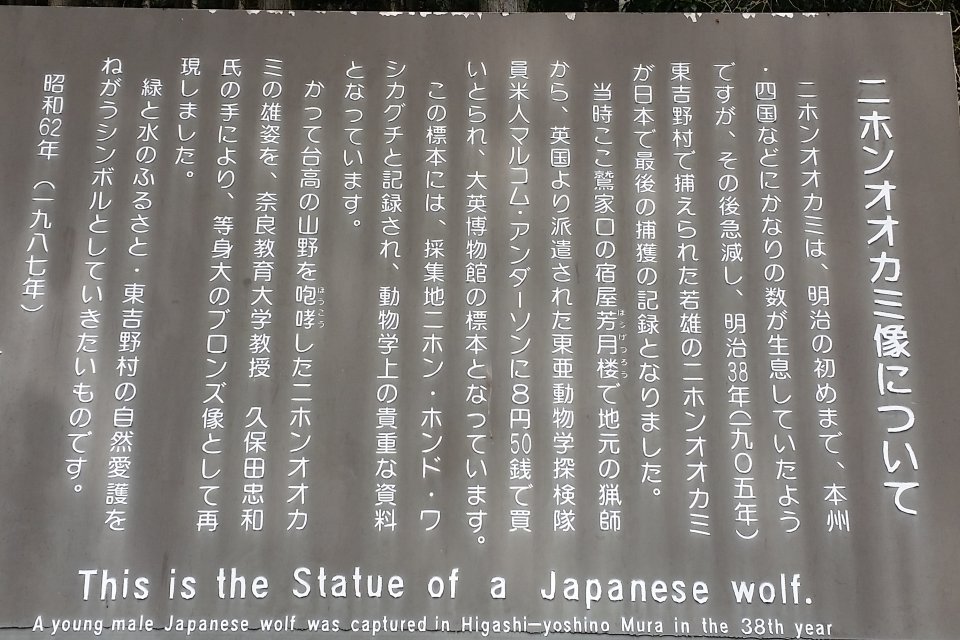 ニホンオオカミ像について
ニホンオオカミは、明治の初めまで、本州
・四国などにかなりの数が生息していたよう
ですが、その後急減し、明治38年(一九〇五年)
東吉野村で捕えられた若雄のニホンオオカミ
が日本で最後の捕獲の記録となりました。
当時ここ鷲家口の宿屋芳月楼で地元の猟師
から、英国より派遣された東亜動物学探検隊
員米人マルコム・アンダーソンに8円50銭で買
いとられ、大英博物館の標本となっています。
この標本には、採集地ニホン・ホンド・ワ
シカグチと記録され、動物学上の貴重な資料
となっています。
かつて台高の山野を咆哮したニホンオオカ
ミの雄姿を、奈良教育大学教授 久保田忠和
氏の手により、等身大のブロンズ像として再
現しました。
緑と水のふるさと・東吉野村の自然愛護を
ねがうシンボルとしていきたいものです。
昭和62年(一九八七年)
This is the Statue of a Japanese wolf.
A young male Japanese wolf was captured in Higashi-yoshino Mura in the 38th year